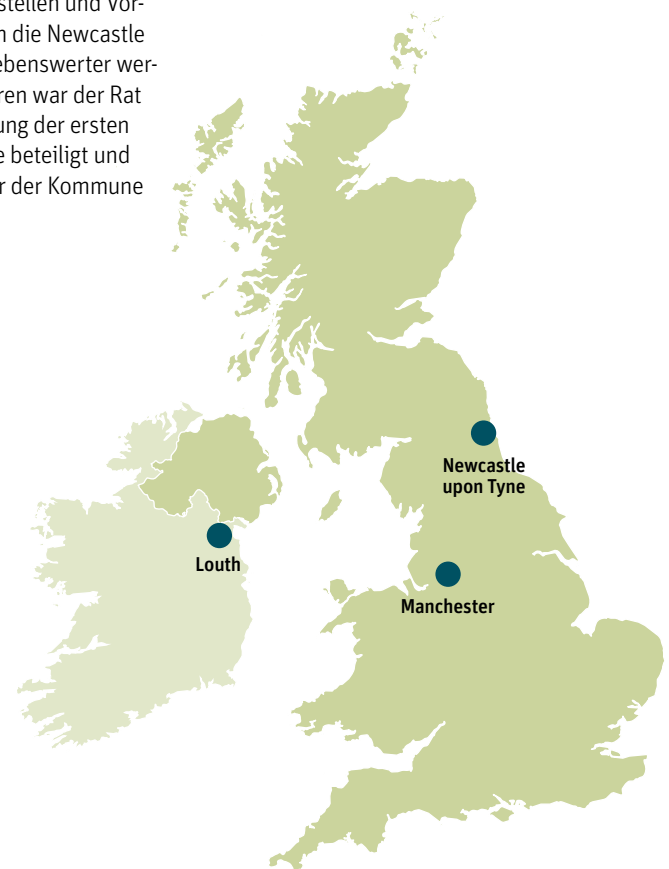 stellen und Vor-
die Newcastle
ebenswerter wer-
ren war der Rat
ung der ersten
e beteiligt und
der Kommune
Newcastle
upon Tyne
Louth
Manchester